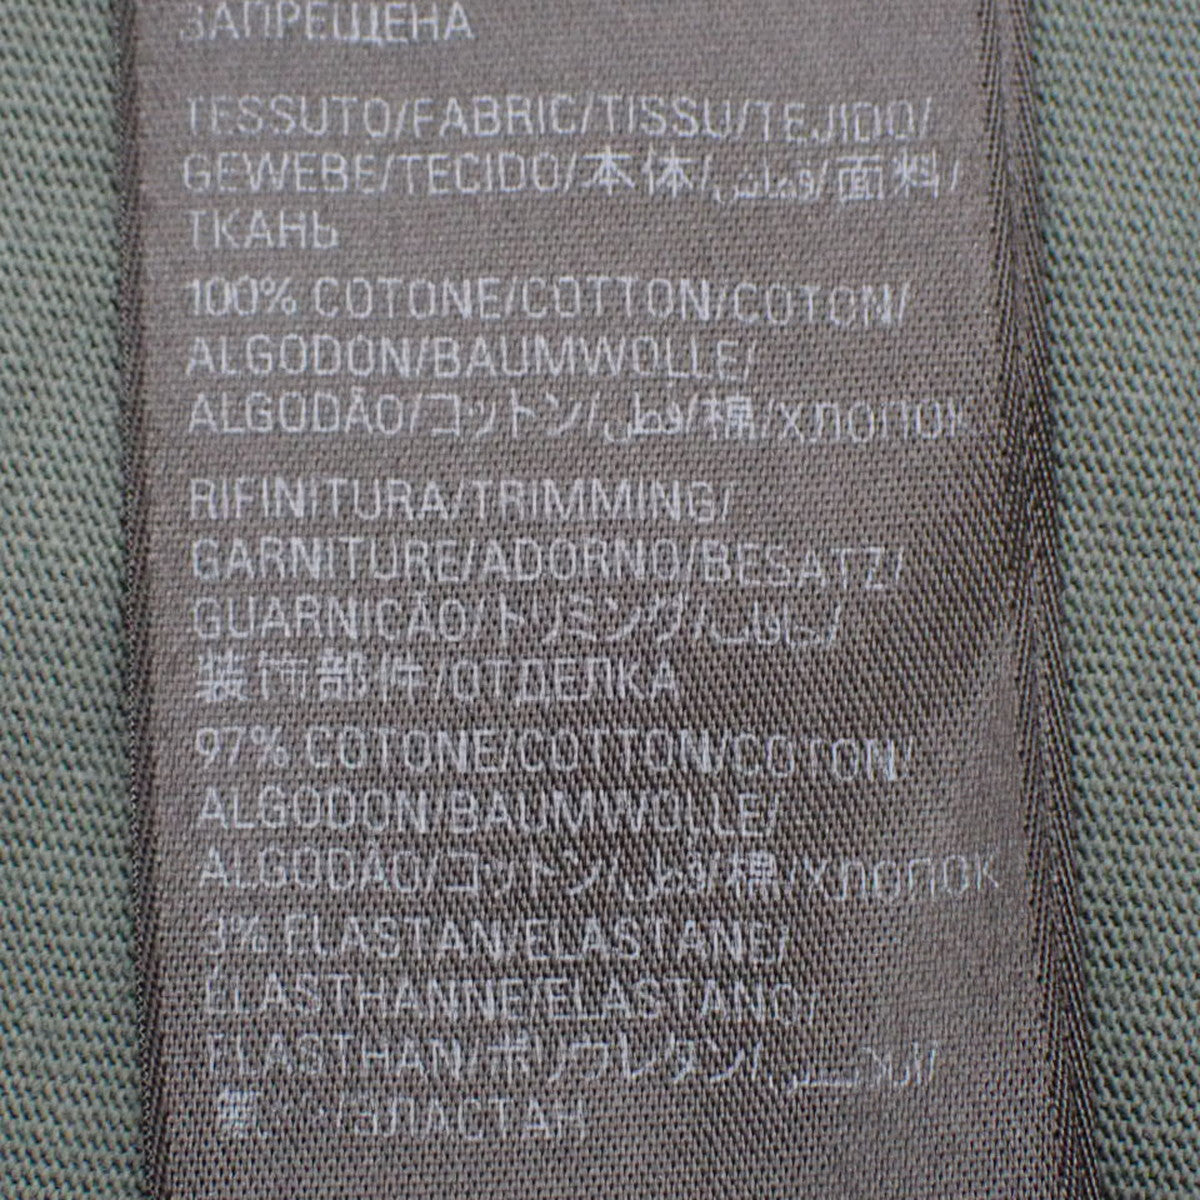 ЗАПРЕЩЕНА
TESSUTO/FABRIC/TISSU/TEJIDO/
GEWEBE/TECIDO/本体/قطن/面料/
ТКАНЬ
100% COTONE/COTTON/COTON/
ALGODON/BAUMWOLLE/
ALGODÃO/コットン/قطن/棉/ХЛОПОК
RIFINITURA/TRIMMING/
GARNITURE/ADORNO/BESATZ/
GUARNIÇÃO/トリミング/
装饰部件/ОТДЕЛКА
97% COTONE/COTTON/COTON/
ALGODON/BAUMWOLLE/
ALGODÃO/コットン/قطن/棉/ХЛОПОК
3% ELASTAN/ELASTANE/
ÉLASTHANNE/ELASTANO/
ELASTHAN/ポリウレタン/
ЭЛАСТАН